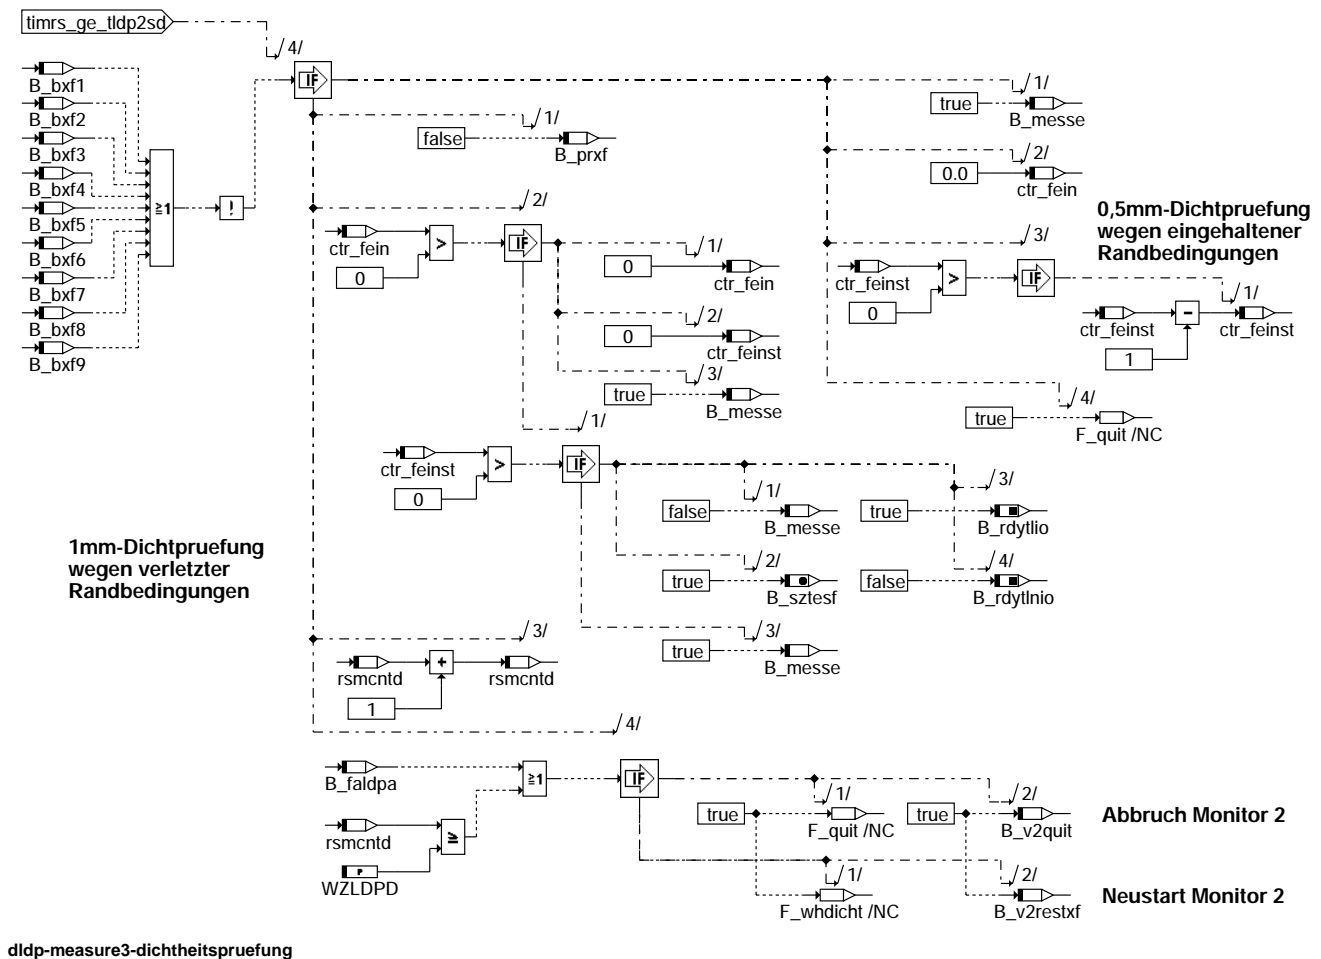 timrs_ge_tldp2sd
4/
IF
B_bxf1
B_bxf2
B_bxf3
B_bxf4
B_bxf5
B_bxf6
B_bxf7
B_bxf8
B_bxf9
≥1
!
1/
false
B_prxf
2/
ctr_fein
0
>
IF
1/
0
ctr_fein
2/
0
ctr_feinst
3/
true
B_messe
1/
true
B_messe
2/
0.0
ctr_fein
0,5mm-Dichtpruefung
wegen eingehaltener
Randbedingungen
3/
ctr_feinst
0
>
IF
1/
ctr_feinst
-
1
ctr_feinst
4/
true
F_quit /NC
1/
ctr_feinst
0
>
IF
1/
false
B_messe
2/
true
B_sztesf
3/
true
B_rdytlio
4/
false
B_rdytlnio
3/
true
B_messe
1mm-Dichtpruefung
wegen verletzter
Randbedingungen
3/
rsmcntd
+
1
rsmcntd
4/
B_faldpa
≥1
IF
rsmcntd
≥
P
WZLDPD
1/
true
F_quit /NC
2/
true
B_v2quit
Abbruch Monitor 2
1/
F_whdicht /NC
2/
B_v2restxf
Neustart Monitor 2
dldp-measure3-dichtheitspruefung